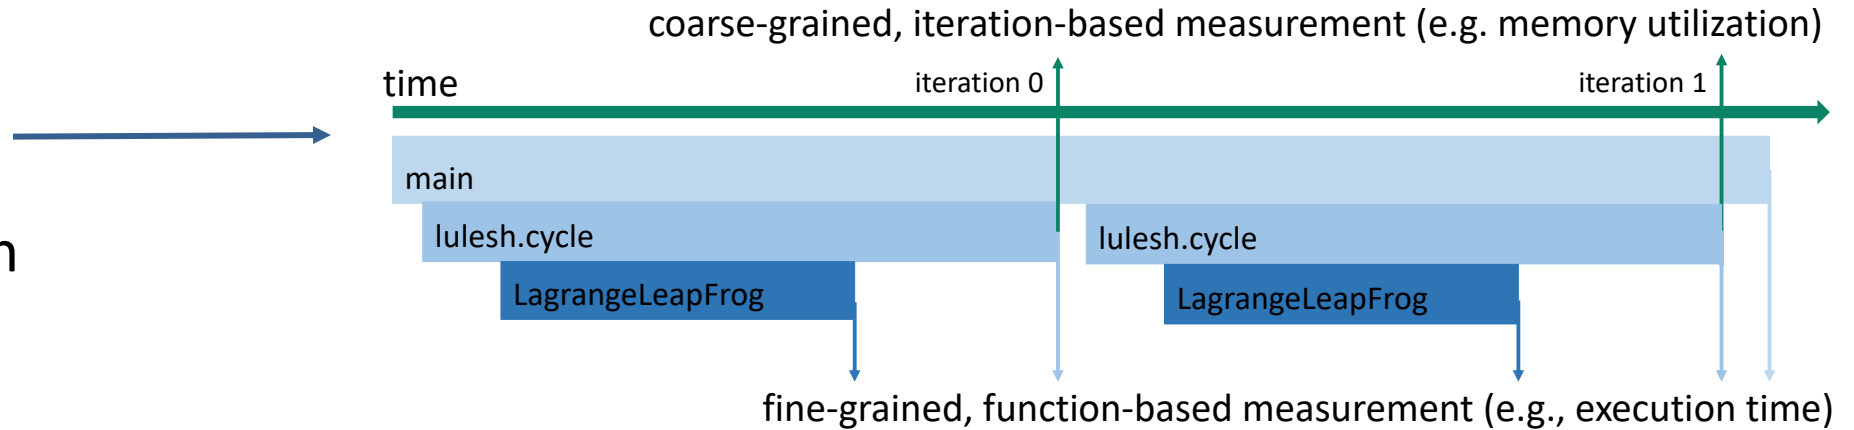 coarse-grained, iteration-based measurement (e.g. memory utilization)
time
iteration 0
iteration 1
main
lulesh.cycle
lulesh.cycle
LagrangeLeapFrog
LagrangeLeapFrog
fine-grained, function-based measurement (e.g., execution time)